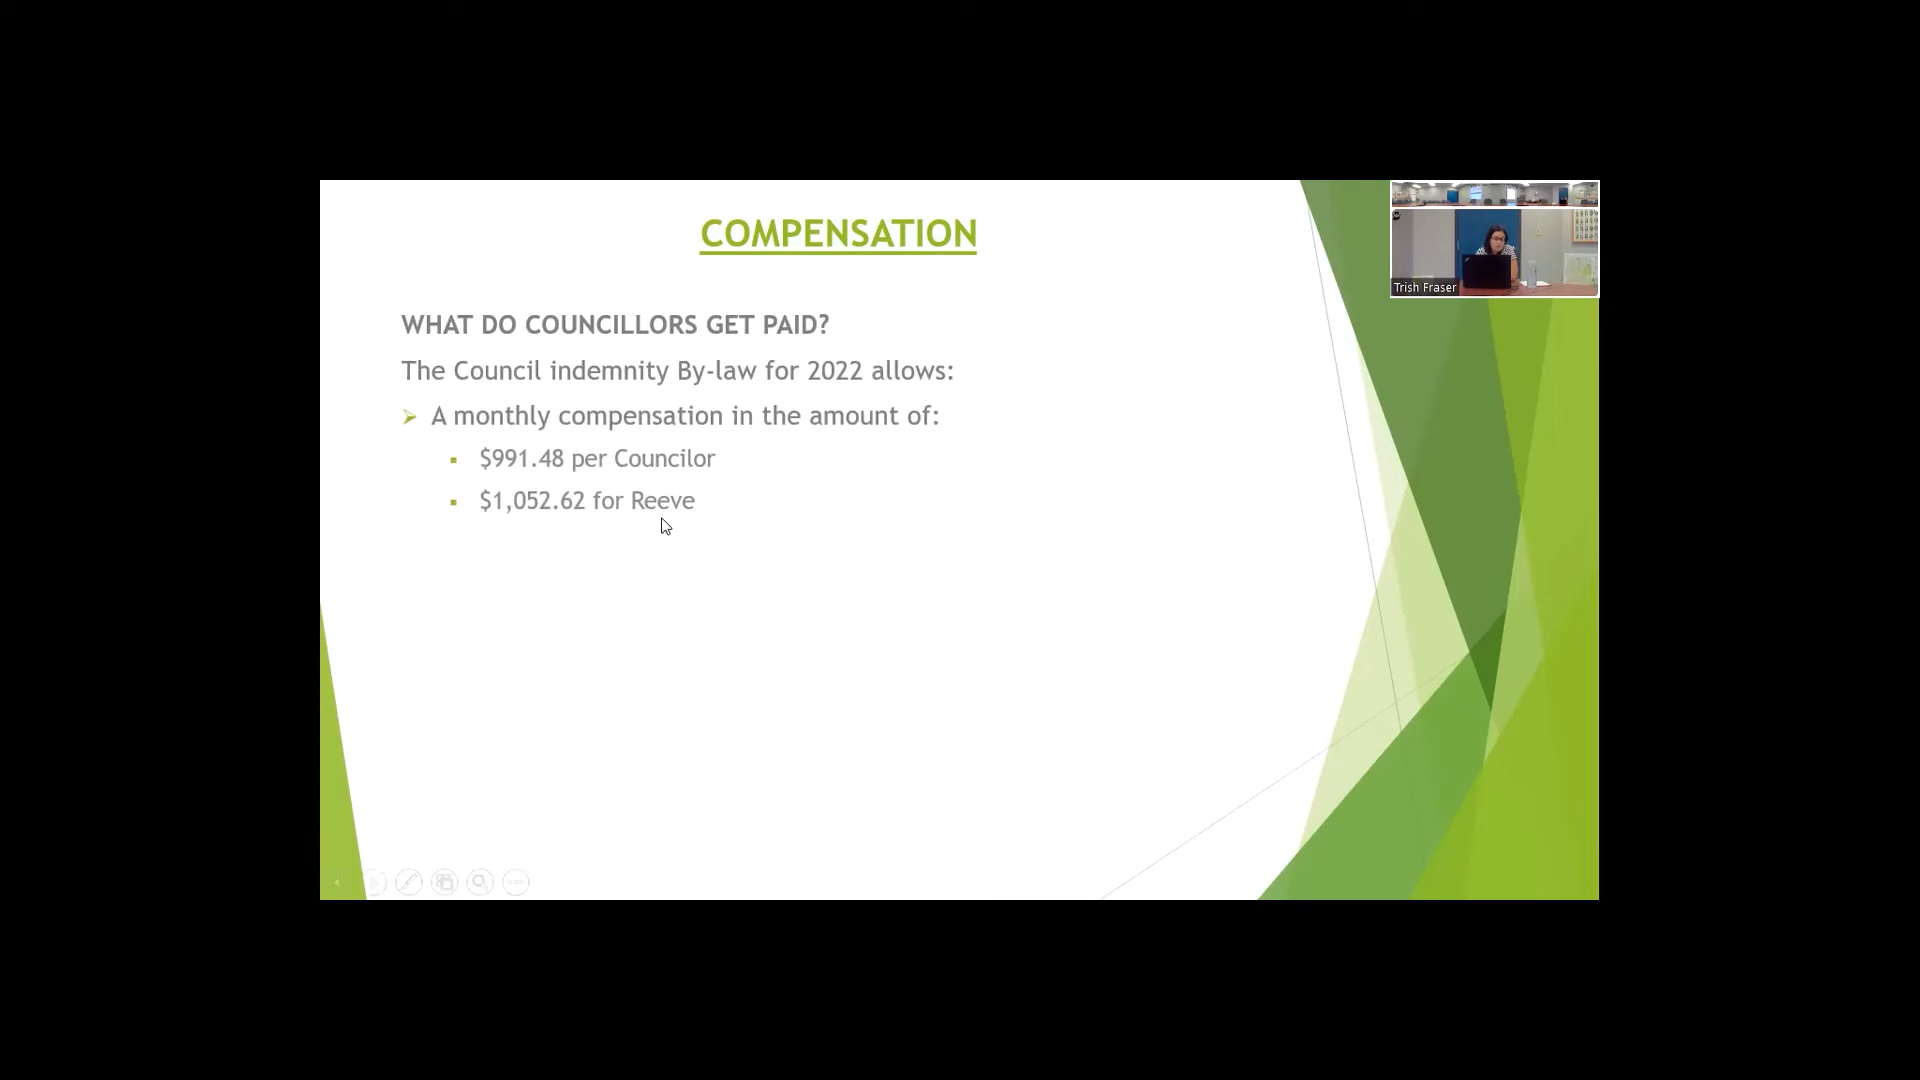 COMPENSATION
WHAT DO COUNCILLORS GET PAID?
The Council indemnity By-law for 2022 allows:
A monthly compensation in the amount of:
$991.48 per Councilor
$1,052.62 for Reeve
Trish Fraser